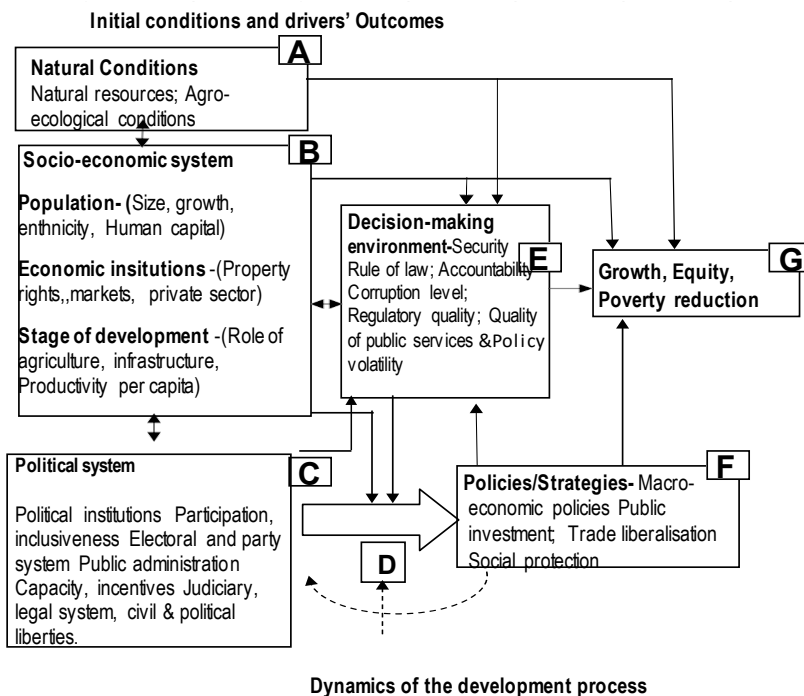 Initial conditions and drivers’ Outcomes
A
Natural Conditions
Natural resources; Agro-
ecological conditions
B
Socio-economic system
Population- (Size, growth,
enthnicity, Human capital)
Economic insitutions -(Property
rights,,markets, private sector)
Stage of development -(Role of
agriculture, infrastructure,
Productivity per capita)
Decision-making
environment-Security
E
Rule of law; Accountability
Corruption level;
Regulatory quality; Quality
of public services &Policy
volatility
G
Growth, Equity,
Poverty reduction
C
Political system
Political institutions Participation,
inclusiveness Electoral and party
system Public administration
Capacity, incentives Judiciary,
legal system, civil & political
liberties.
D
F
Policies/Strategies- Macro-
economic policies Public
investment; Trade liberalisation
Social protection
Dynamics of the development process